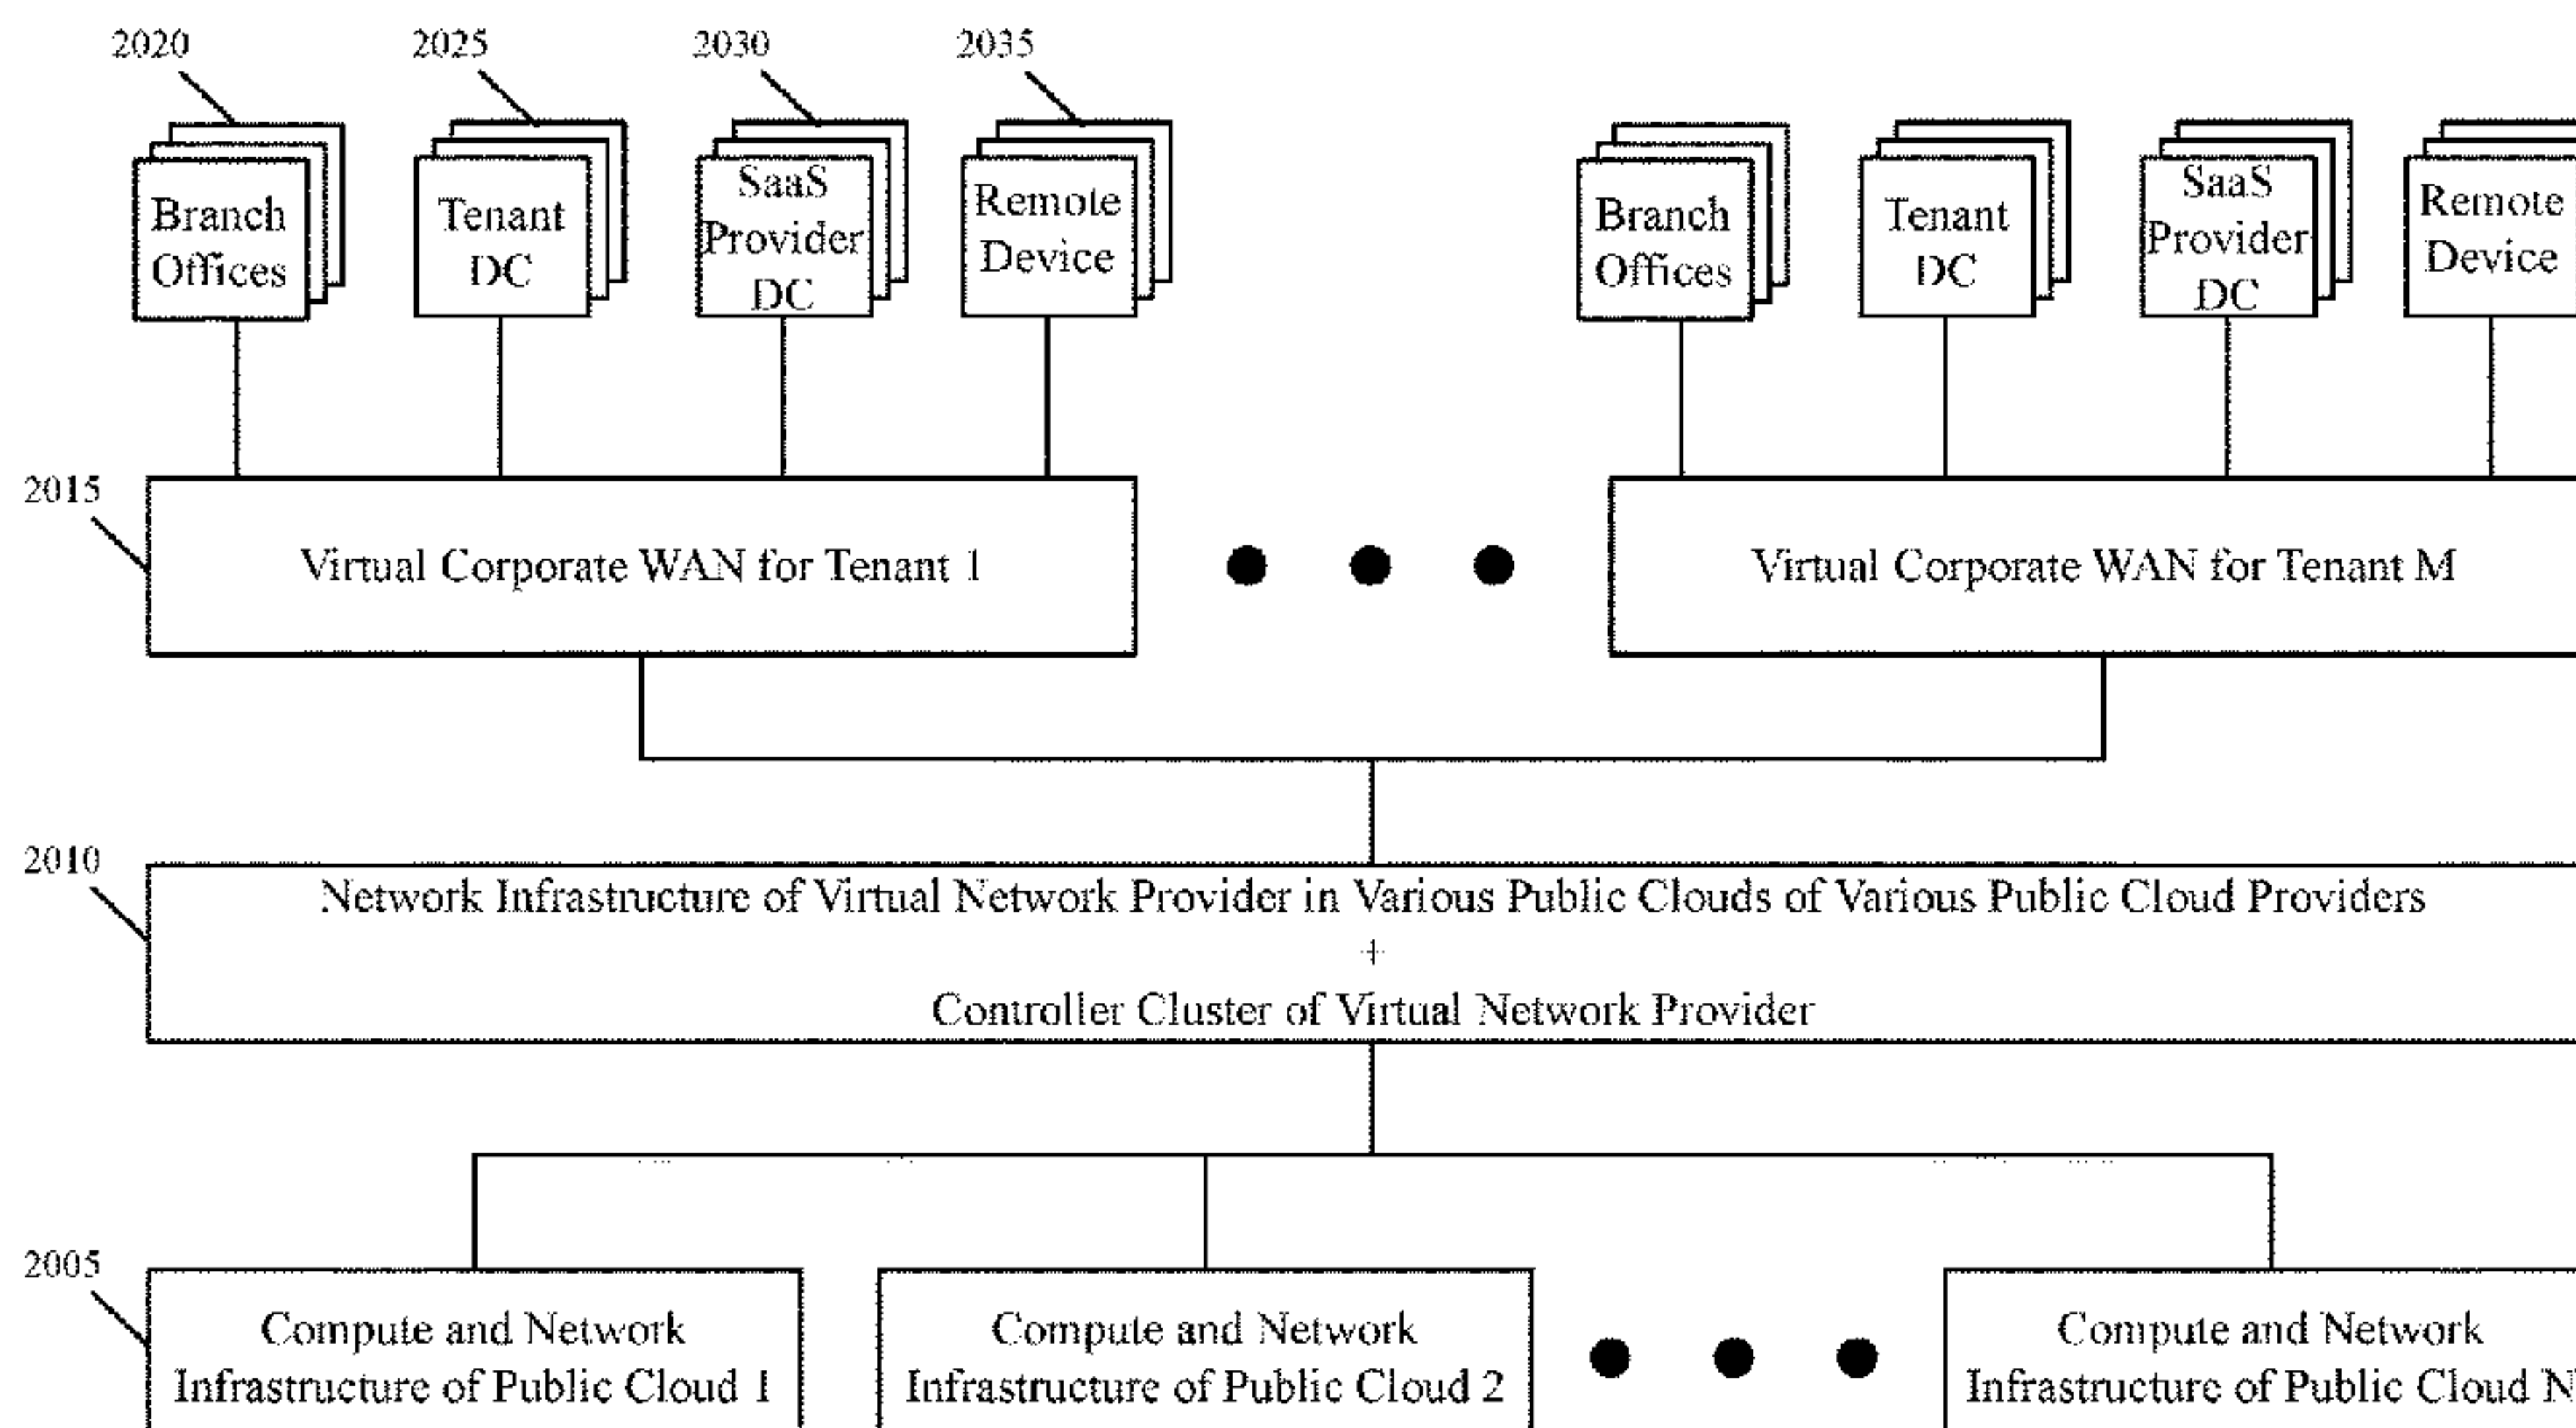 2020 2025 2030 2035
Branch Offices
Tenant DC
SaaS Provider DC
Remote Device
Branch Offices
Tenant DC
SaaS Provider DC
Remote Device
2015
Virtual Corporate WAN for Tenant 1
Virtual Corporate WAN for Tenant M
2010
Network Infrastructure of Virtual Network Provider in Various Public Clouds of Various Public Cloud Providers
+
Controller Cluster of Virtual Network Provider
2005
Compute and Network
Infrastructure of Public Cloud 1
Compute and Network
Infrastructure of Public Cloud 2
Compute and Network
Infrastructure of Public Cloud N